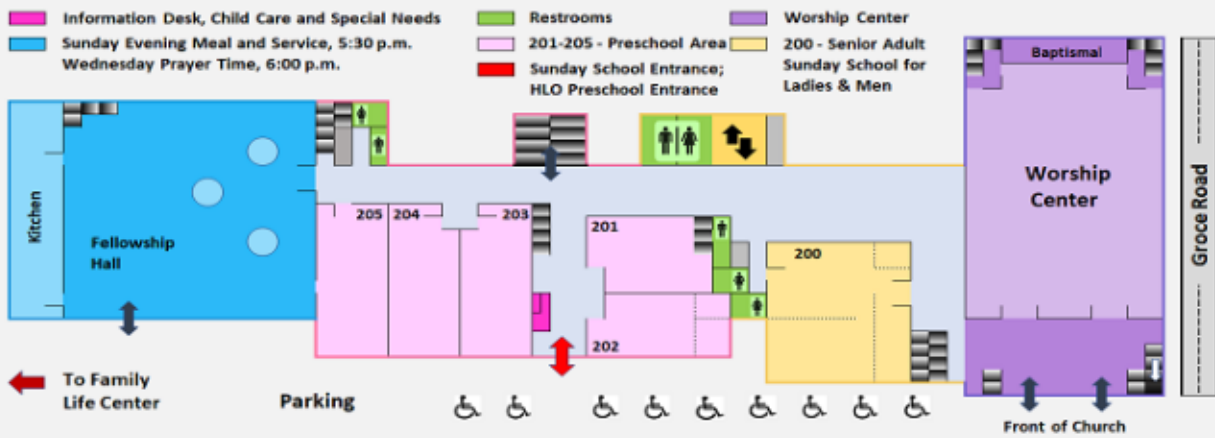 Information Desk, Child Care and Special Needs
Sunday Evening Meal and Service, 5:30 p.m.
Wednesday Prayer Time, 6:00 p.m.
Restrooms
201-205 - Preschool Area
Sunday School Entrance;
HLO Preschool Entrance
Worship Center
200 - Senior Adult
Sunday School for
Ladies & Men
Baptismal
Kitchen
Fellowship
Hall
205
204
203
201
202
200
Worship
Center
Groce Road
To Family
Life Center
Parking
Front of Church